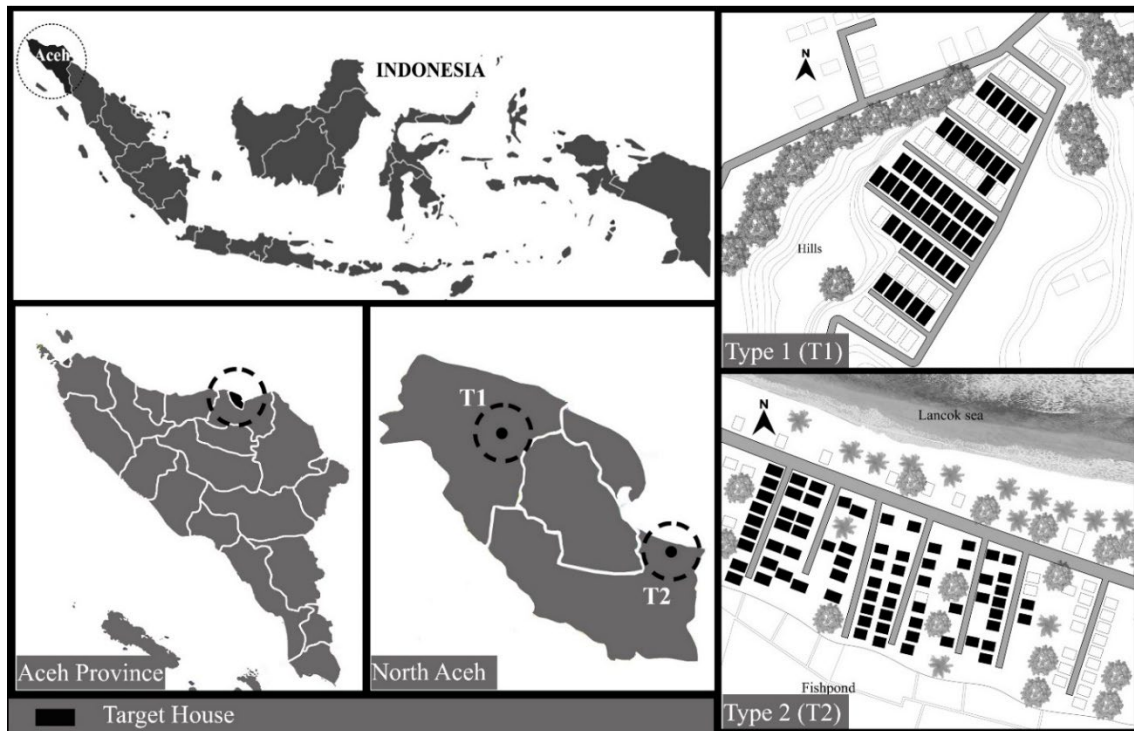 Aceh
INDONESIA
Aceh Province
T1
T2
North Aceh
Target House
N
Hills
Type 1 (T1)
Lancok sea
N
Fishpond
Type 2 (T2)